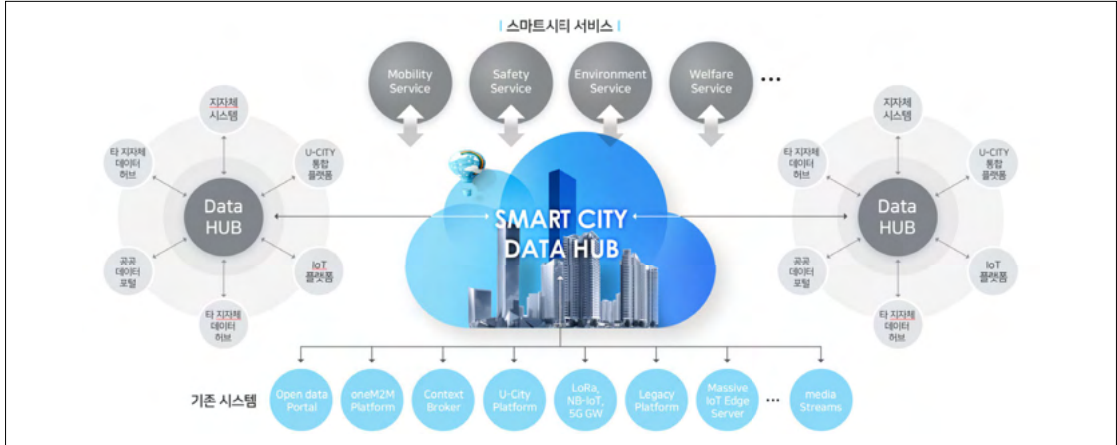 스마트시티 서비스
Mobility
Service
Safety
Service
Environment
Service
Welfare
Service
...
지자체
시스템
타 지자체
데이터
허브
U-CITY
통합
플랫폼
Data
HUB
공공
데이터
포털
IoT
플랫폼
타 지자체
데이터
허브
SMART CITY
DATA HUB
지자체
시스템
타 지자체
데이터
허브
U-CITY
통합
플랫폼
Data
HUB
공공
데이터
포털
IoT
플랫폼
타 지자체
데이터
허브
기존 시스템
Open data
Portal
oneM2M
Platform
Context
Broker
U-City
Platform
LoRa,
NB-IoT,
5G GW
Legacy
Platform
Massive
IoT Edge
Server
...
media
Streams